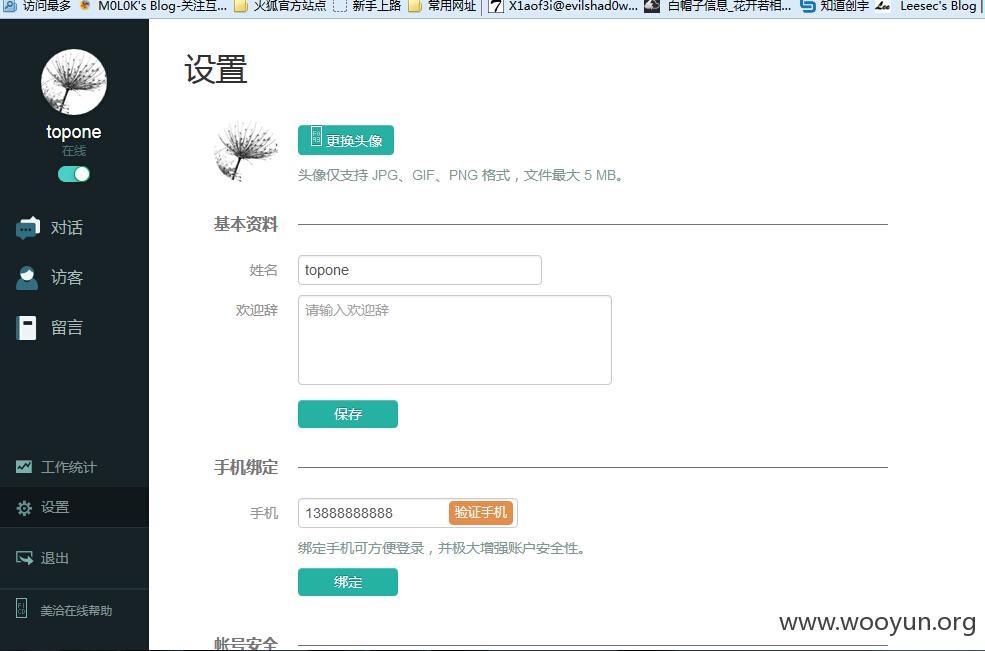 访问最多 M0L0K's Blog-关注互... 火狐官方站点 新手上路 常用网址 X1aof3i@evilshad0w... 白帽子信息_花开若相... 知道创宇 Leesec's Blog
topone
在线
对话
访客
留言
工作统计
设置
退出
美洽在线帮助
设置
更换头像
头像仅支持 JPG、GIF、PNG 格式，文件最大 5 MB。
基本资料
姓名 topone
欢迎辞 请输入欢迎辞
保存
手机绑定
手机 13888888888 验证手机
绑定手机可方便登录，并极大增强账户安全性。
绑定
帐号安全
www.wooyun.org